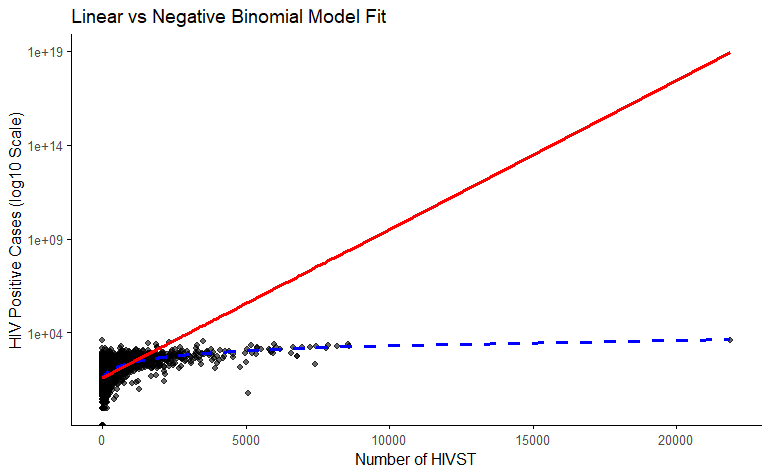 Linear vs Negative Binomial Model Fit
HIV Positive Cases (log10 Scale)
1e+19
1e+14
1e+09
1e+04
0 5000 10000 15000 20000
Number of HIVST